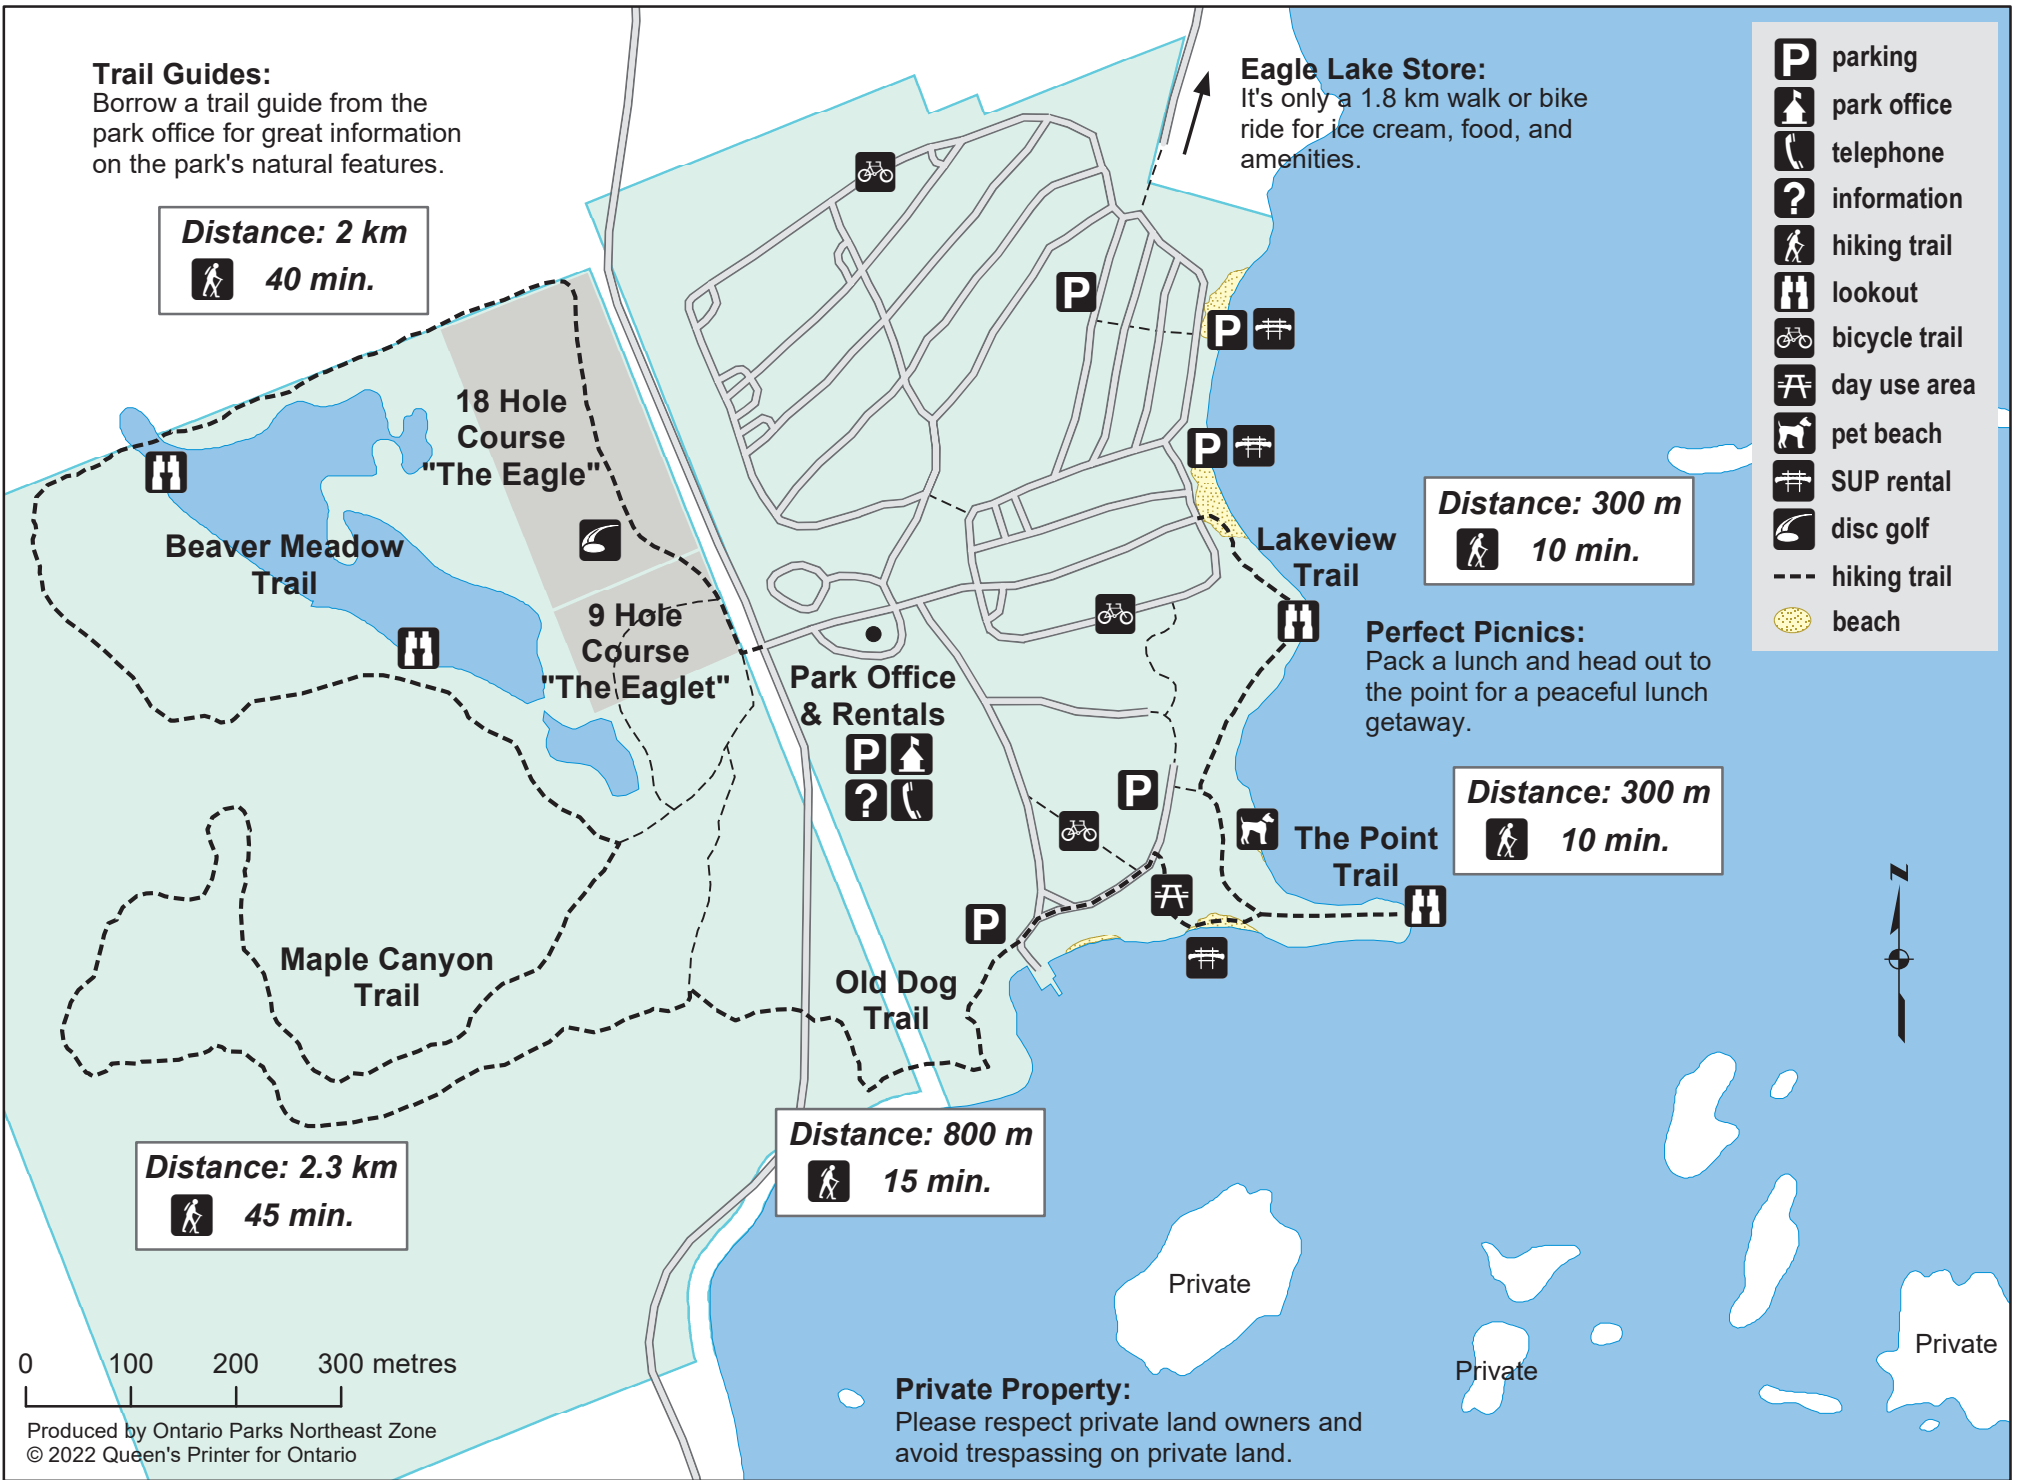 Trail Guides:
Borrow a trail guide from the
park office for great information
on the park's natural features.
Distance: 2 km
40 min.
Eagle Lake Store:
It's only a 1.8 km walk or bike
ride for ice cream, food, and
amenities.
P parking
park office
telephone
? information
hiking trail
lookout
bicycle trail
day use area
pet beach
SUP rental
disc golf
hiking trail
beach
P
P
P
18 Hole
Course
"The Eagle"
Beaver Meadow
Trail
9 Hole
Course
"The Eaglet"
Lakeview
Trail
Distance: 300 m
10 min.
Perfect Picnics:
Pack a lunch and head out to
the point for a peaceful lunch
getaway.
Park Office
& Rentals
P
?
P
The Point
Trail
Distance: 300 m
10 min.
P
Maple Canyon
Trail
Old Dog
Trail
N
Distance: 2.3 km
45 min.
Distance: 800 m
15 min.
Private
Private
Private
0 100 200 300 metres
Produced by Ontario Parks Northeast Zone
© 2022 Queen's Printer for Ontario
Private Property:
Please respect private land owners and
avoid trespassing on private land.